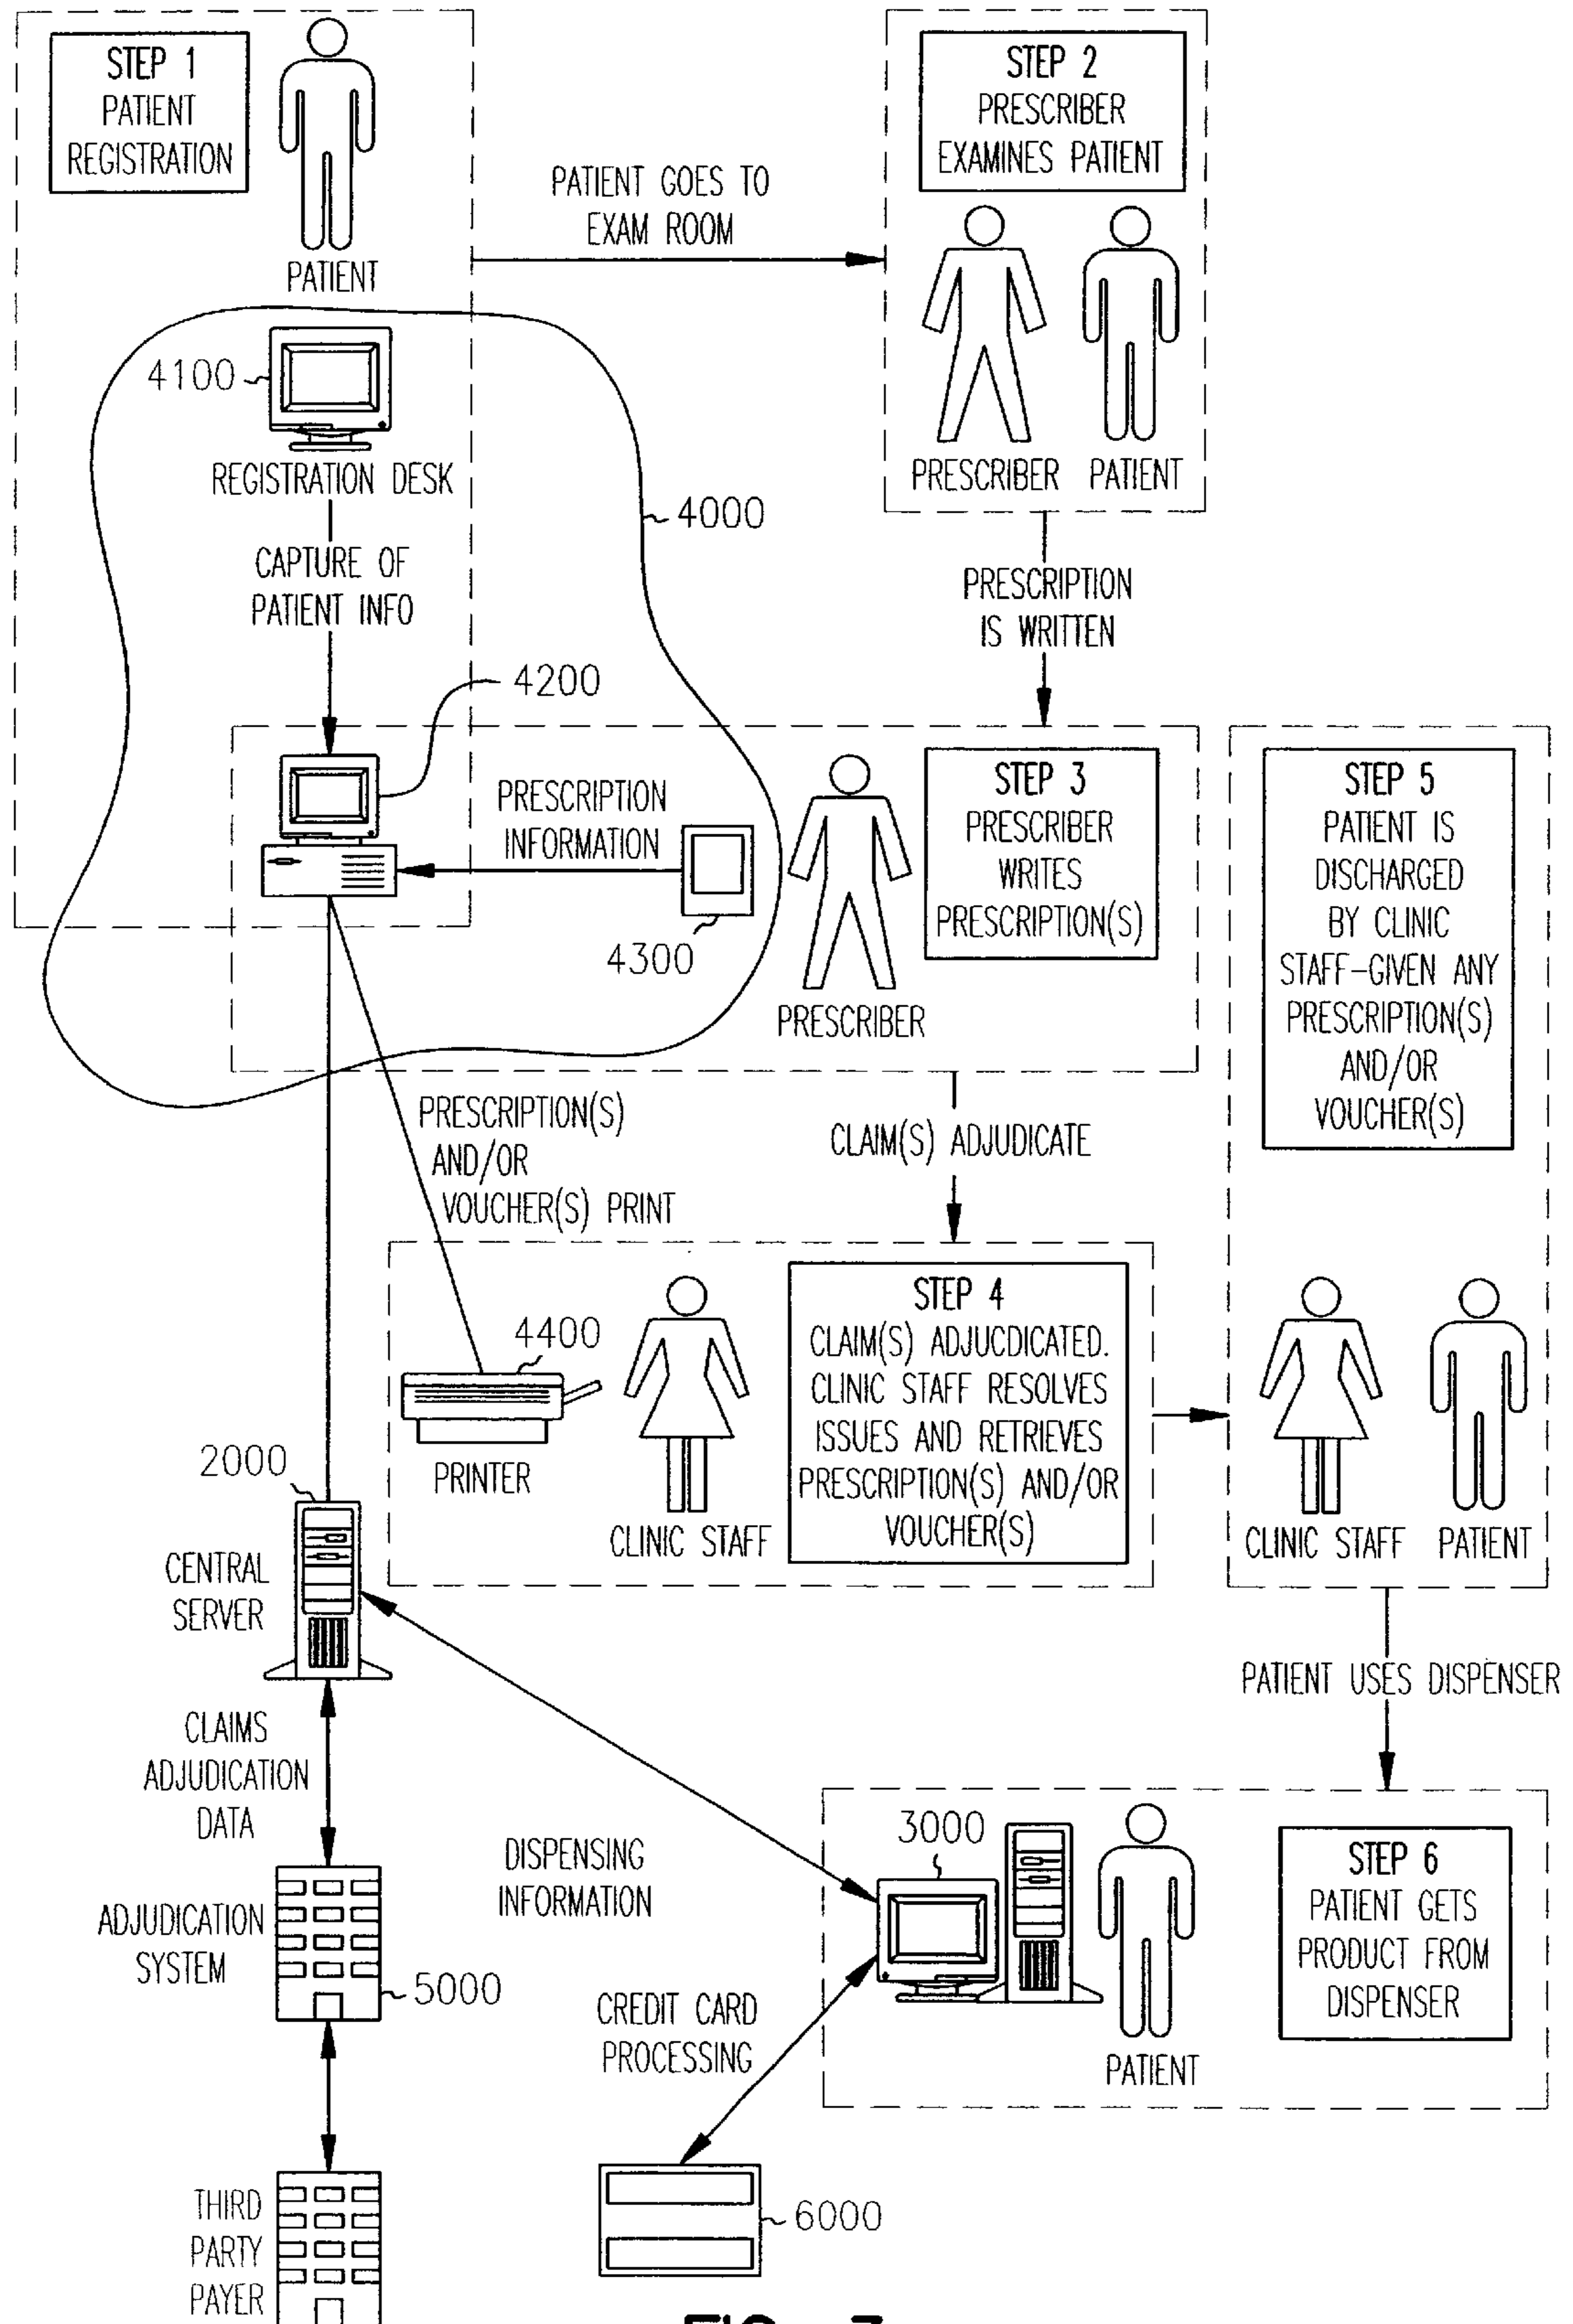 STEP 1
PATIENT
REGISTRATION
PATIENT
PATIENT GOES TO
EXAM ROOM
STEP 2
PRESCRIBER
EXAMINES PATIENT
PRESCRIBER
PATIENT
4100
REGISTRATION DESK
CAPTURE OF
PATIENT INFO
4000
4200
PRESCRIPTION
IS WRITTEN
PRESCRIPTION
INFORMATION
4300
PRESCRIBER
STEP 3
PRESCRIBER
WRITES
PRESCRIPTION(S)
STEP 5
PATIENT IS
DISCHARGED
BY CLINIC
STAFF-GIVEN ANY
PRESCRIPTION(S)
AND/OR
VOUCHER(S)
PRESCRIPTION(S)
AND/OR
VOUCHER(S) PRINT
CLAIM(S) ADJUDICATE
4400
PRINTER
CLINIC STAFF
STEP 4
CLAIM(S) ADJUCDICATED.
CLINIC STAFF RESOLVES
ISSUES AND RETRIEVES
PRESCRIPTION(S) AND/OR
VOUCHER(S)
CLINIC STAFF
PATIENT
2000
CENTRAL
SERVER
PATIENT USES DISPENSER
CLAIMS
ADJUDICATION
DATA
DISPENSING
INFORMATION
3000
PATIENT
STEP 6
PATIENT GETS
PRODUCT FROM
DISPENSER
ADJUDICATION
SYSTEM
5000
CREDIT CARD
PROCESSING
6000
THIRD
PARTY
PAYER